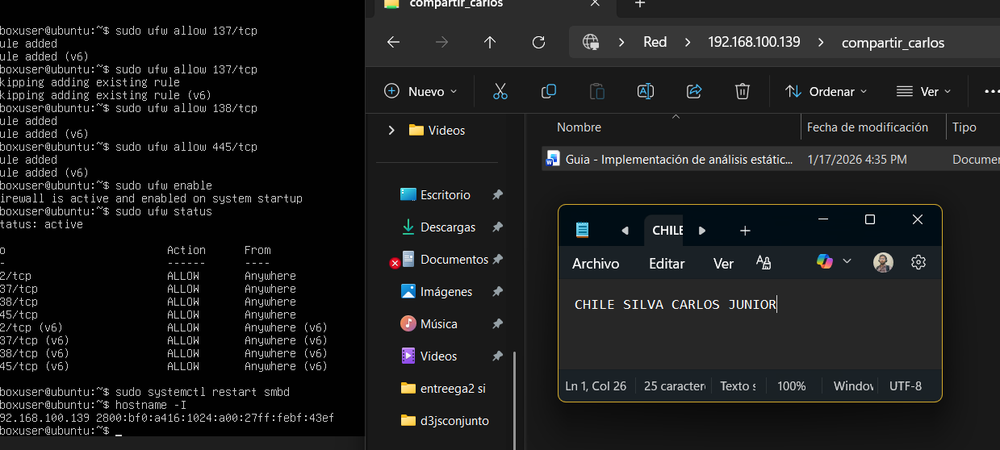 boxuser@ubuntu:~$ sudo ufw allow 137/tcp
ule added
ule added (v6)
boxuser@ubuntu:~$ sudo ufw allow 137/tcp
kipping adding existing rule
kipping adding existing rule (v6)
boxuser@ubuntu:~$ sudo ufw allow 138/tcp
ule added
ule added (v6)
boxuser@ubuntu:~$ sudo ufw allow 445/tcp
ule added
ule added (v6)
boxuser@ubuntu:~$ sudo ufw enable
irewall is active and enabled on system startup
boxuser@ubuntu:~$ sudo ufw status
tatus: active
o Action From
- ------ ----
2/tcp ALLOW Anywhere
37/tcp ALLOW Anywhere
38/tcp ALLOW Anywhere
45/tcp ALLOW Anywhere
2/tcp (v6) ALLOW Anywhere (v6)
37/tcp (v6) ALLOW Anywhere (v6)
38/tcp (v6) ALLOW Anywhere (v6)
45/tcp (v6) ALLOW Anywhere (v6)
boxuser@ubuntu:~$ sudo systemctl restart smbd
boxuser@ubuntu:~$ hostname -I
92.168.100.139 2800:bf0:a416:1024:a00:27ff:febf:43ef
boxuser@ubuntu:~$ _
compartir_carlos
Red > 192.168.100.139 > compartir_carlos
Nuevo Ordenar Ver ...
Videos
Escritorio
Descargas
Documentos
Imágenes
Música
Videos
entreega2 si
d3jsconjunto
Nombre Fecha de modificación Tipo
Guia - Implementación de análisis estátic... 1/17/2026 4:35 PM Docume
CHILE
Archivo Editar Ver
CHILE SILVA CARLOS JUNIOR
Ln 1, Col 26 25 caracter Texto s 100% Window UTF-8